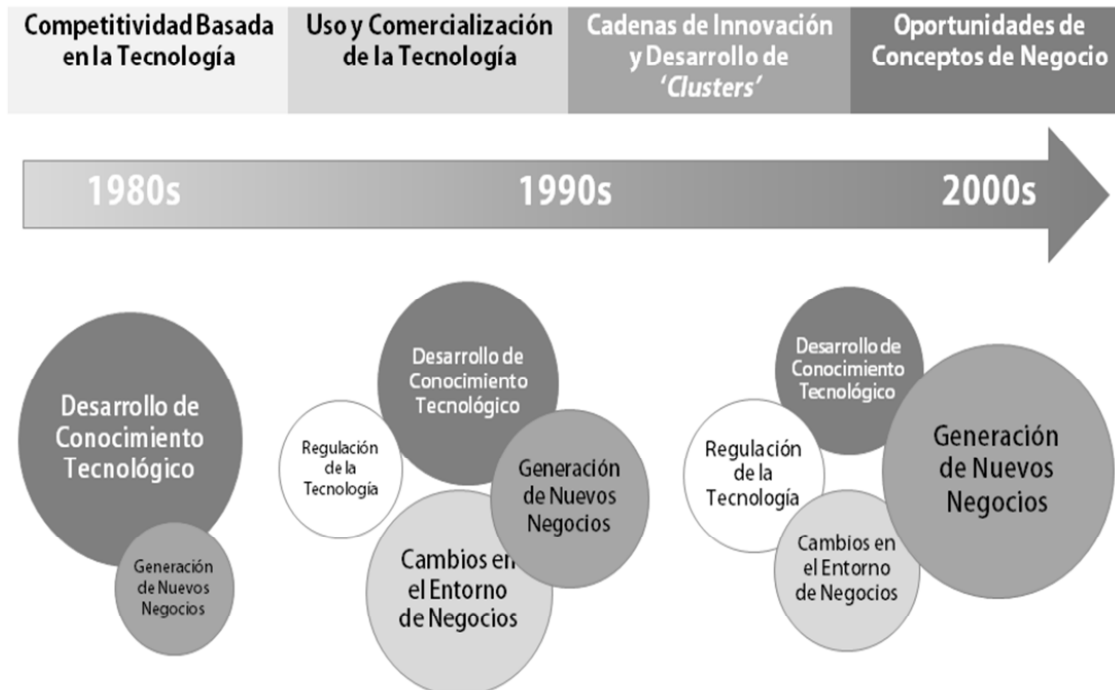 Competitividad Basada
en la Tecnología
Uso y Comercialización
de la Tecnología
Cadenas de Innovación
y Desarrollo de
‘Clusters’
Oportunidades de
Conceptos de Negocio
1980s
1990s
2000s
Desarrollo de
Conocimiento
Tecnológico
Generación
de Nuevos
Negocios
Desarrollo de
Conocimiento
Tecnológico
Regulación
de la
Tecnología
Generación
de Nuevos
Negocios
Cambios en
el Entorno
de Negocios
Desarrollo de
Conocimiento
Tecnológico
Regulación
de la
Tecnología
Generación
de Nuevos
Negocios
Cambios en
el Entorno
de Negocios